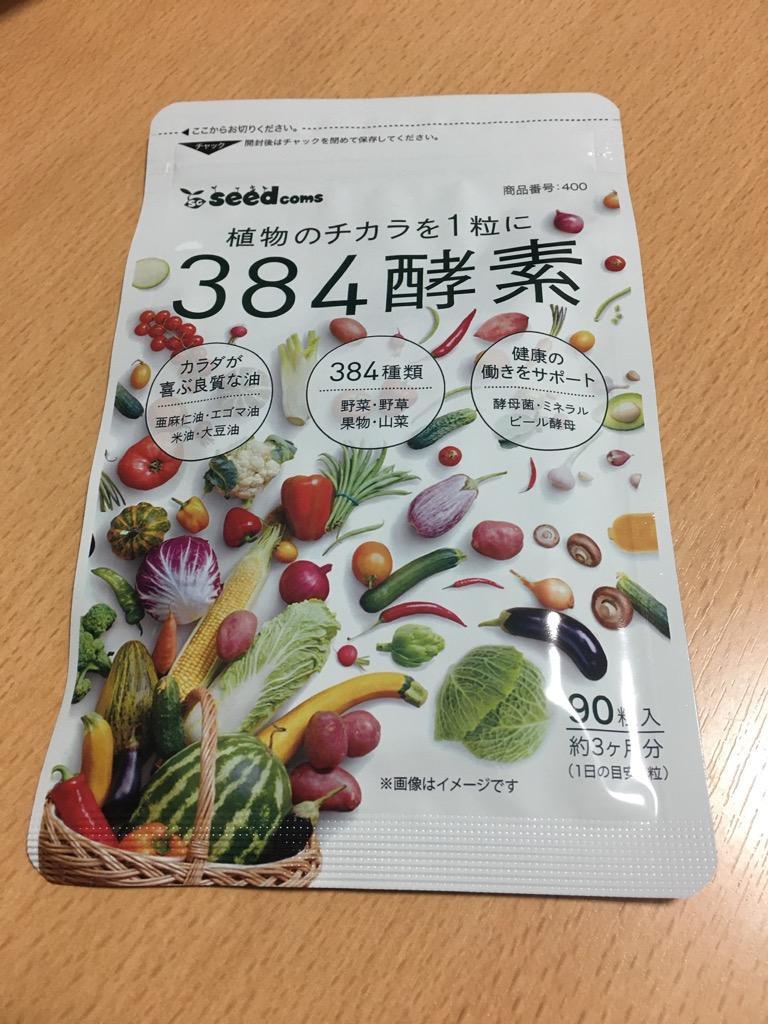 ここからお切りください。
チャック
開封後はチャックを閉めて保存してください。
seedcoms
商品番号:400
植物のチカラを1粒に
384酵素
カラダが
喜ぶ良質な油
亜麻仁油・エゴマ油
米油・大豆油
384種類
野菜・野草
果物・山菜
健康の
働きをサポート
酵母菌・ミネラル
ビール酵母
90粒入
約3ヶ月分
(1日の目安 粒)
※画像はイメージです